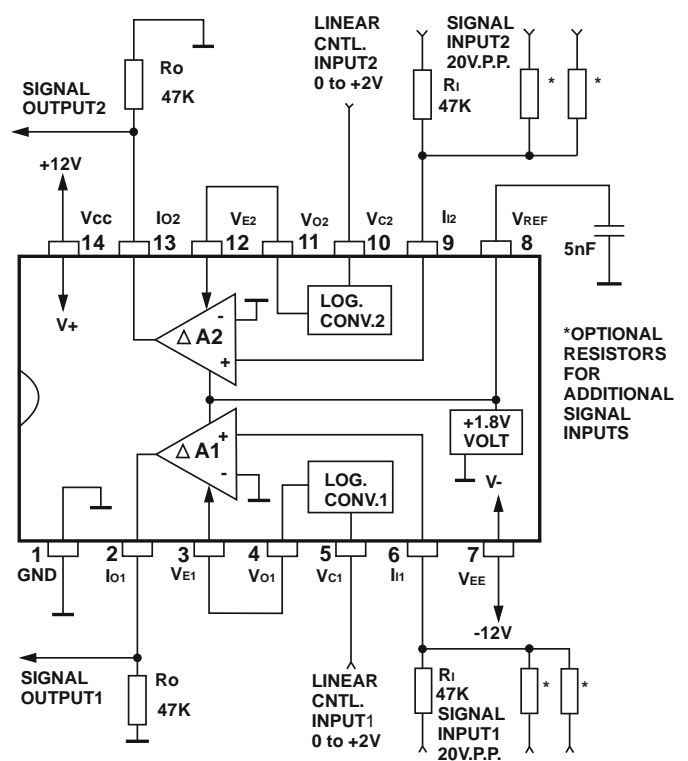 LINEAR
CNTL.
INPUT2
0 to +2V
SIGNAL
INPUT2
20V.P.P.
RI
47K
*
*
Ro
47K
SIGNAL
OUTPUT2
+12V
Vcc
IO2
VE2
VO2
VC2
II2
VREF
14
13
12
11
10
9
8
5nF
V+
Δ A2
-
+
LOG.
CONV.2
*OPTIONAL
RESISTORS
FOR
ADDITIONAL
SIGNAL
INPUTS
Δ A1
+
-
LOG.
CONV.1
+1.8V
VOLT
V-
1
2
3
4
5
6
7
GND
IO1
VE1
VO1
VC1
II1
VEE
-12V
SIGNAL
OUTPUT1
Ro
47K
LINEAR
CNTL.
INPUT1
0 to +2V
RI
47K
SIGNAL
INPUT1
20V.P.P.
*
*